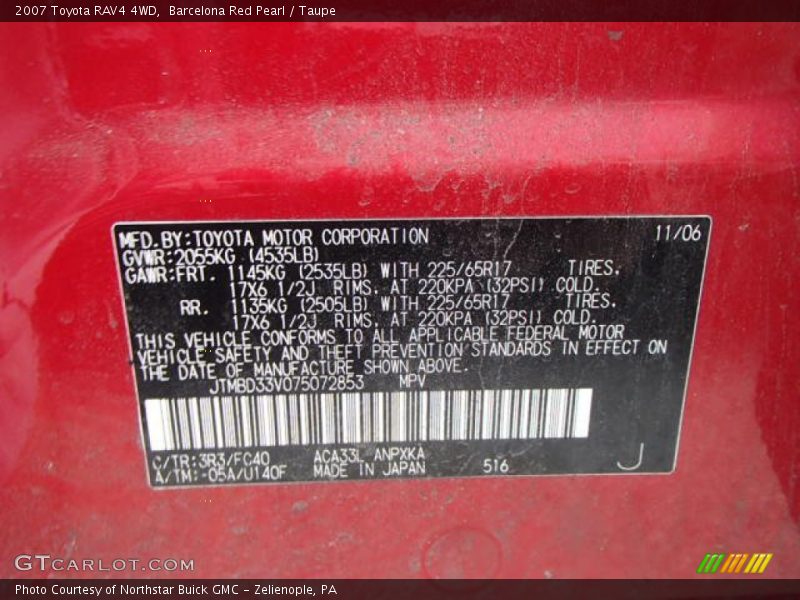 2007 Toyota RAV4 4WD,  Barcelona Red Pearl / Taupe
MFD.BY:TOYOTA MOTOR CORPORATION 11/06
GVWR:2055KG (4535LB)
GAWR:FRT. 1145KG (2535LB) WITH 225/65R17 TIRES,
17X6 1/2J RIMS, AT 220KPA (32PSI) COLD.
RR. 1135KG (2505LB) WITH 225/65R17 TIRES,
17X6 1/2J RIMS, AT 220KPA (32PSI) COLD.
THIS VEHICLE CONFORMS TO ALL APPLICABLE FEDERAL MOTOR
VEHICLE SAFETY AND THEFT PREVENTION STANDARDS IN EFFECT ON
THE DATE OF MANUFACTURE SHOWN ABOVE.
JTMBD33V075072853 MPV
C/TR:3R3/FC40 ACA33L ANPXKA
A/TM:-05A/U140F MADE IN JAPAN 516 J
GTCARLOT.COM
Photo Courtesy of Northstar Buick GMC - Zelienople, PA